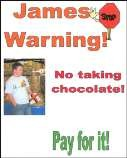 James
STOP
Warning!
No taking
chocolate!
Pay for it!